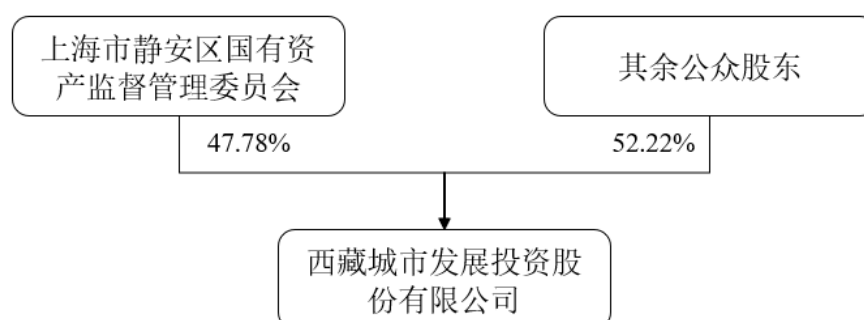 上海市静安区国有资
产监督管理委员会
其余公众股东
47.78%
52.22%
西藏城市发展投资股
份有限公司